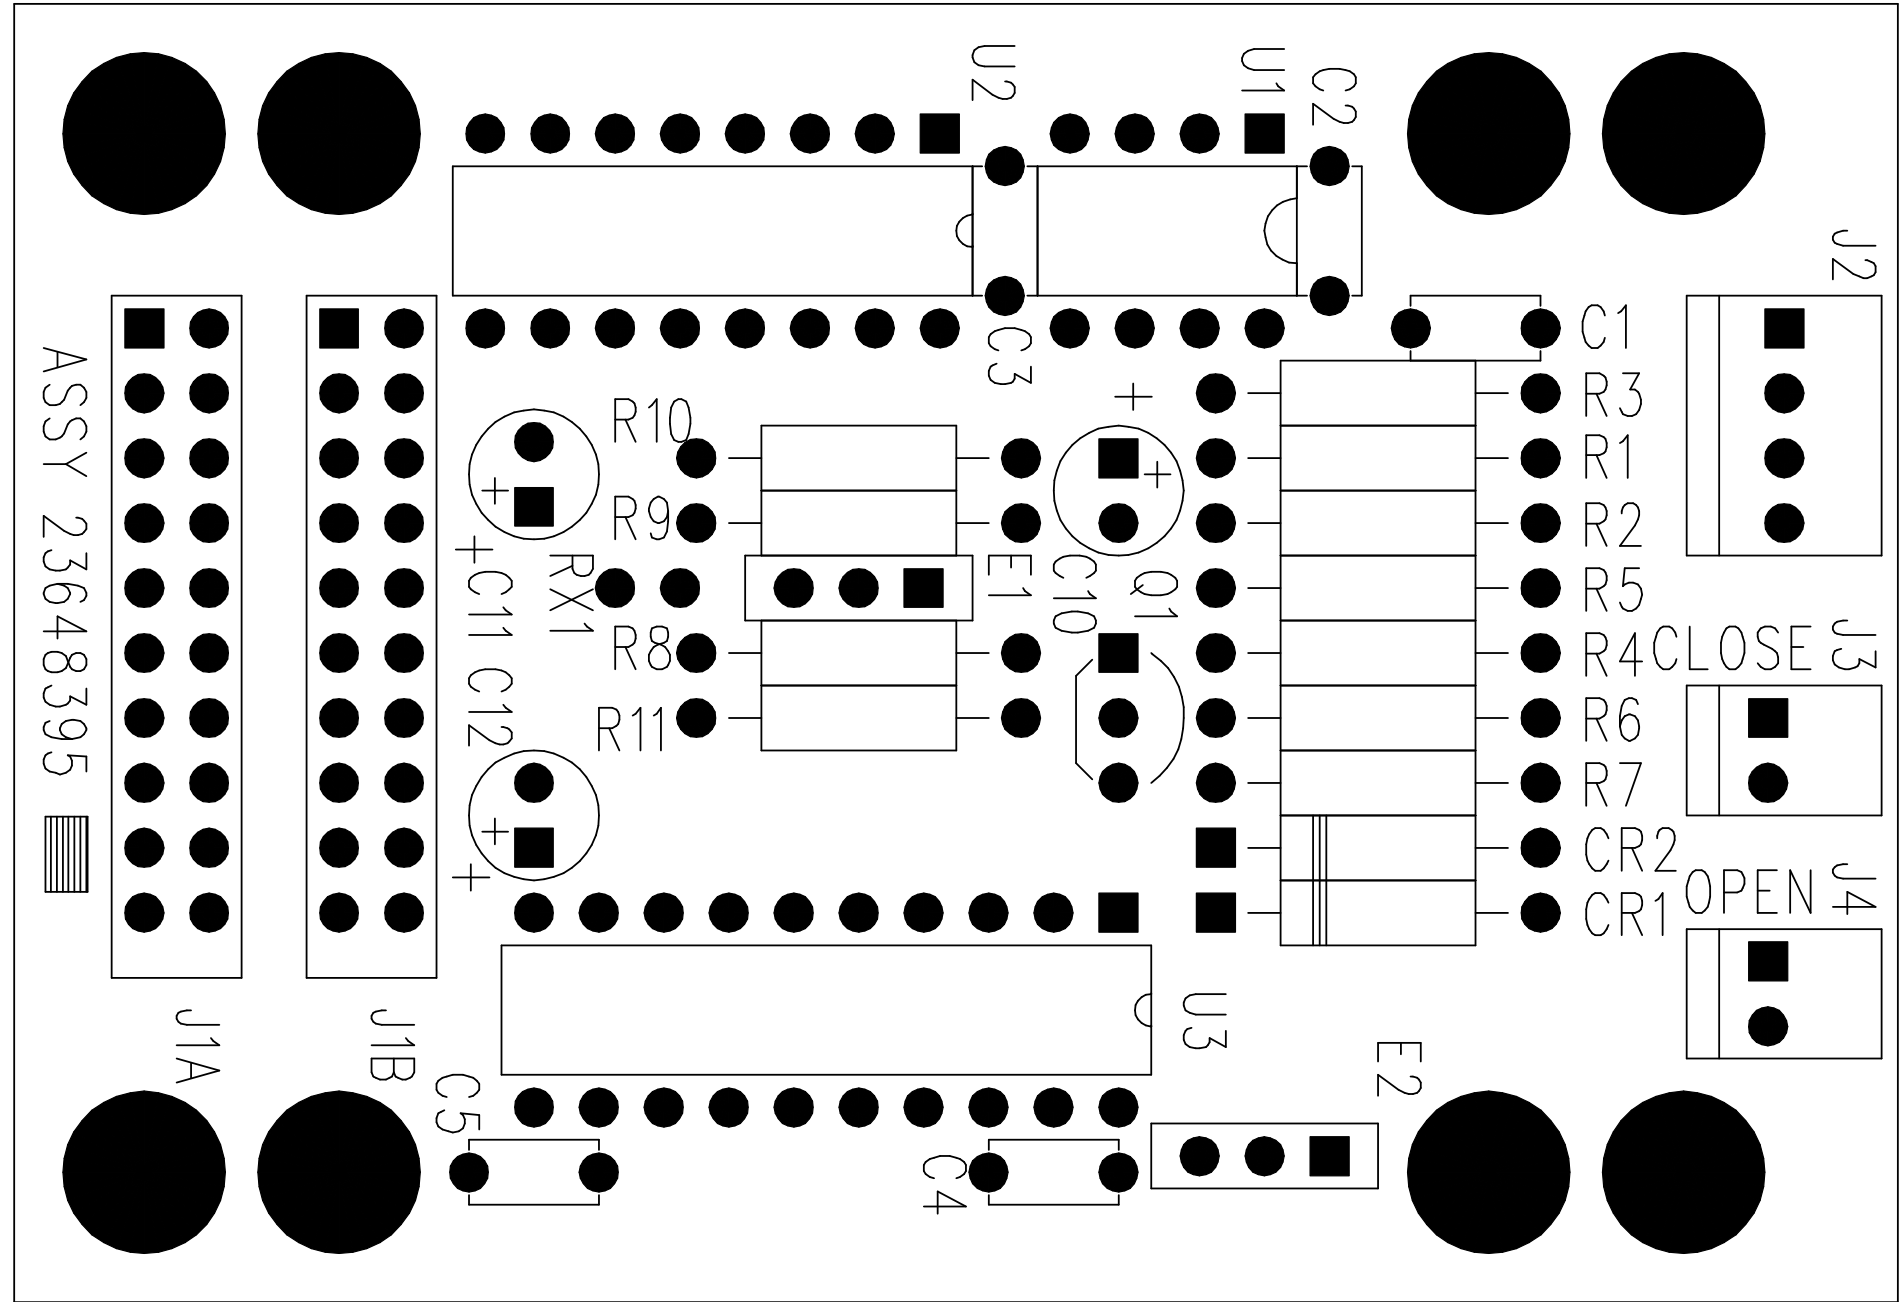 U2
U1
C2
J2
C3
C1
R3
R1
R2
R5
R4
CLOSE
J3
R6
R7
CR2
CR1
OPEN
J4
R10
R9
RX1
R8
R11
E1
C10
Q1
+
+
+
+
+
+
C11
C12
ASSY 23648395
J1A
J1B
C5
C4
U3
E2